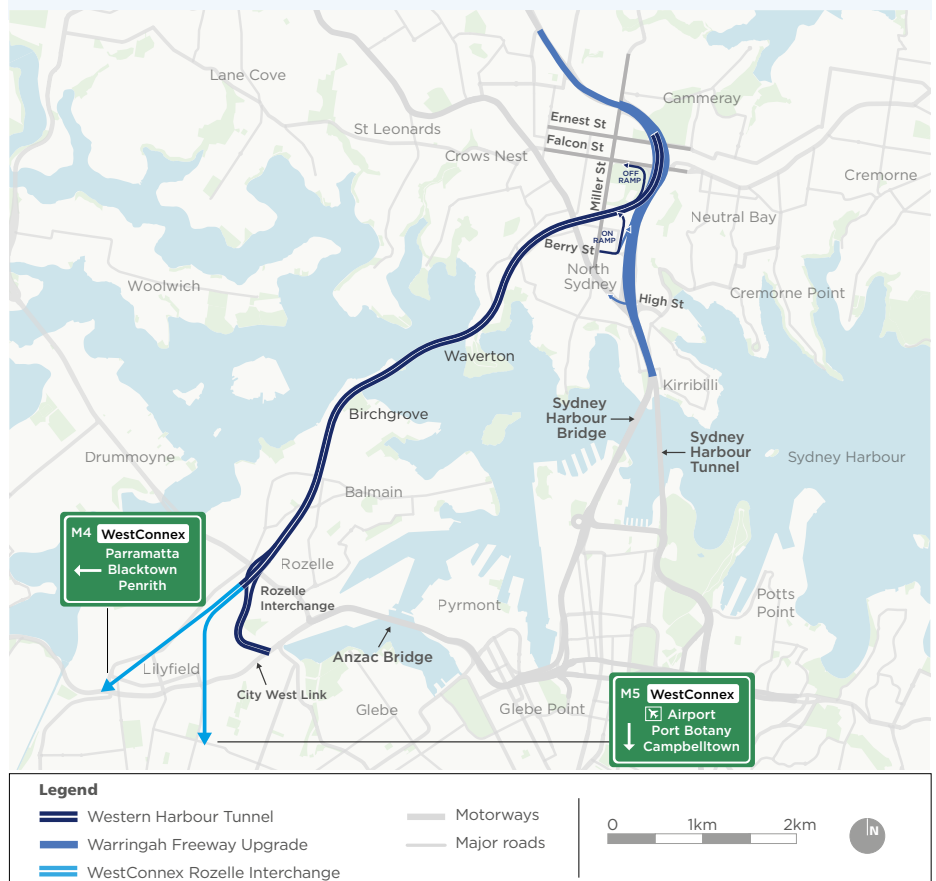 Lane Cove
Cammeray
St Leonards
Ernest St
Falcon St
Crows Nest
OFF
RAMP
Miller St
Cremorne
Neutral Bay
ON
RAMP
Berry St
North
Sydney
Woolwich
High St
Cremorne Point
Waverton
Kirribilli
Birchgrove
Sydney
Harbour
Bridge
Sydney
Harbour
Tunnel
Sydney Harbour
Drummoyne
Balmain
M4 WestConnex
Parramatta
Blacktown
Penrith
Rozelle
Rozelle
Interchange
Pyrmont
Potts
Point
Anzac Bridge
Lilyfield
City West Link
Glebe
Glebe Point
M5 WestConnex
Airport
Port Botany
Campbelltown
Legend
Western Harbour Tunnel
Warringah Freeway Upgrade
WestConnex Rozelle Interchange
Motorways
Major roads
0 1km 2km
N